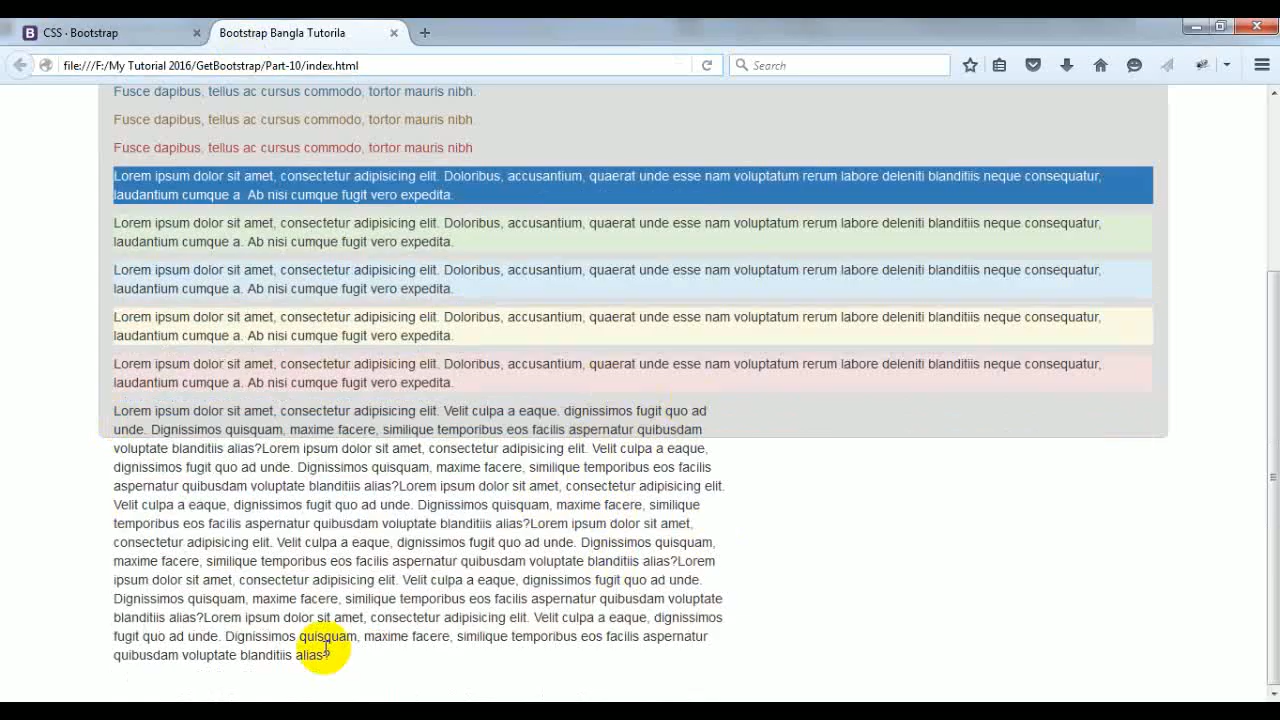 CSS · Bootstrap
Bootstrap Bangla Tutorila
file:///F:/My Tutorial 2016/GetBootstrap/Part-10/index.html
Search
Fusce dapibus, tellus ac cursus commodo, tortor mauris nibh.
Fusce dapibus, tellus ac cursus commodo, tortor mauris nibh.
Fusce dapibus, tellus ac cursus commodo, tortor mauris nibh
Lorem ipsum dolor sit amet, consectetur adipisicing elit. Doloribus, accusantium, quaerat unde esse nam voluptatum rerum labore deleniti blanditiis neque consequatur,
laudantium cumque a. Ab nisi cumque fugit vero expedita.
Lorem ipsum dolor sit amet, consectetur adipisicing elit. Doloribus, accusantium, quaerat unde esse nam voluptatum rerum labore deleniti blanditiis neque consequatur,
laudantium cumque a. Ab nisi cumque fugit vero expedita.
Lorem ipsum dolor sit amet, consectetur adipisicing elit. Doloribus, accusantium, quaerat unde esse nam voluptatum rerum labore deleniti blanditiis neque consequatur,
laudantium cumque a. Ab nisi cumque fugit vero expedita.
Lorem ipsum dolor sit amet, consectetur adipisicing elit. Doloribus, accusantium, quaerat unde esse nam voluptatum rerum labore deleniti blanditiis neque consequatur,
laudantium cumque a. Ab nisi cumque fugit vero expedita.
Lorem ipsum dolor sit amet, consectetur adipisicing elit. Doloribus, accusantium, quaerat unde esse nam voluptatum rerum labore deleniti blanditiis neque consequatur,
laudantium cumque a. Ab nisi cumque fugit vero expedita.
Lorem ipsum dolor sit amet, consectetur adipisicing elit. Velit culpa a eaque. dignissimos fugit quo ad
unde. Dignissimos quisquam, maxime facere, similique temporibus eos facilis aspernatur quibusdam
voluptate blanditiis alias?Lorem ipsum dolor sit amet, consectetur adipisicing elit. Velit culpa a eaque,
dignissimos fugit quo ad unde. Dignissimos quisquam, maxime facere, similique temporibus eos facilis
aspernatur quibusdam voluptate blanditiis alias?Lorem ipsum dolor sit amet, consectetur adipisicing elit.
Velit culpa a eaque, dignissimos fugit quo ad unde. Dignissimos quisquam, maxime facere, similique
temporibus eos facilis aspernatur quibusdam voluptate blanditiis alias?Lorem ipsum dolor sit amet,
consectetur adipisicing elit. Velit culpa a eaque, dignissimos fugit quo ad unde. Dignissimos quisquam,
maxime facere, similique temporibus eos facilis aspernatur quibusdam voluptate blanditiis alias?Lorem
ipsum dolor sit amet, consectetur adipisicing elit. Velit culpa a eaque, dignissimos fugit quo ad unde.
Dignissimos quisquam, maxime facere, similique temporibus eos facilis aspernatur quibusdam voluptate
blanditiis alias?Lorem ipsum dolor sit amet, consectetur adipisicing elit. Velit culpa a eaque, dignissimos
fugit quo ad unde. Dignissimos quisquam, maxime facere, similique temporibus eos facilis aspernatur
quibusdam voluptate blanditiis alias?